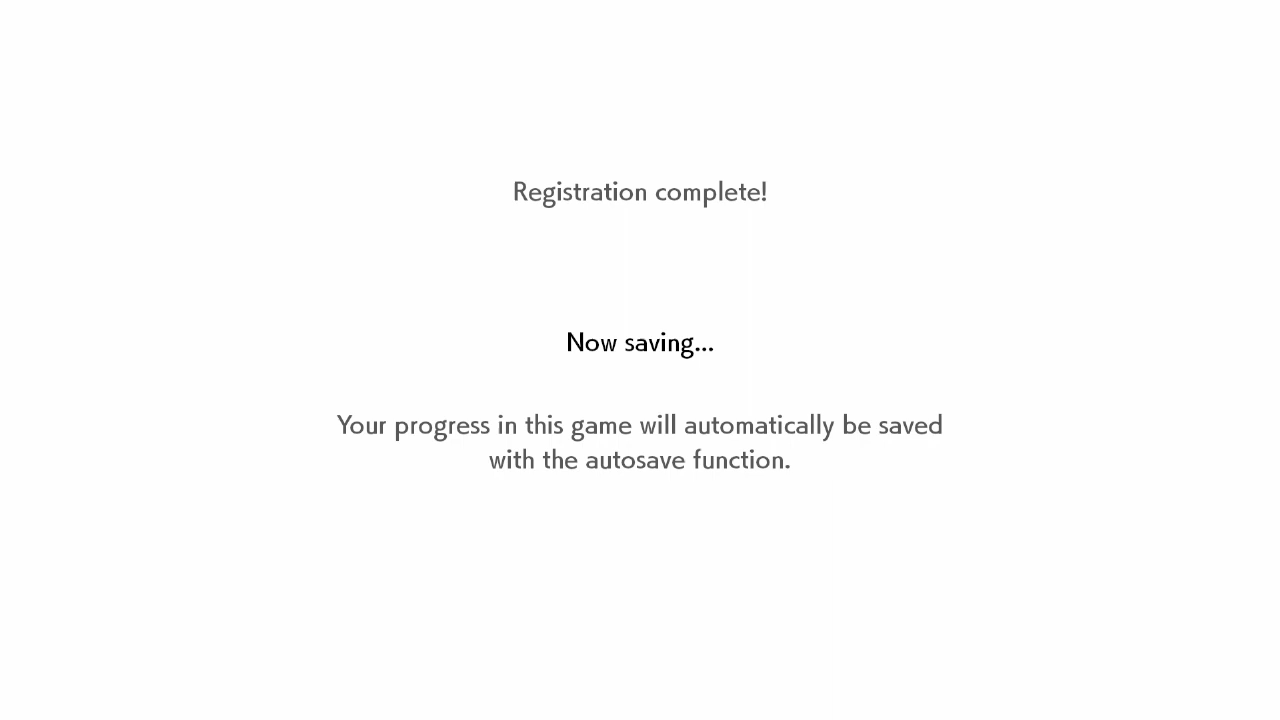 Registration complete!
Now saving...
Your progress in this game will automatically be saved
with the autosave function.